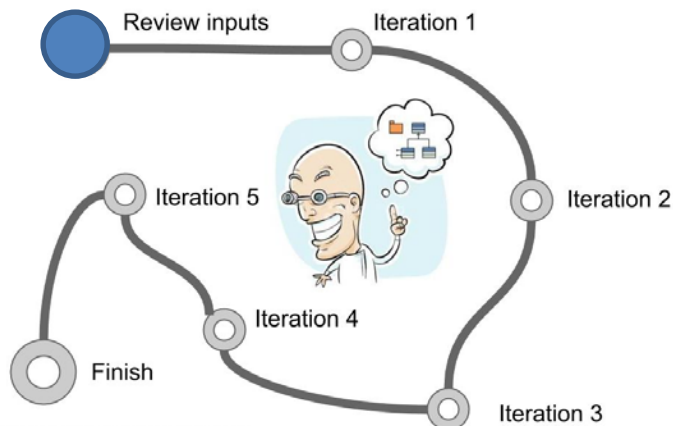 Review inputs
Iteration 1
Iteration 2
Iteration 3
Iteration 4
Iteration 5
Finish